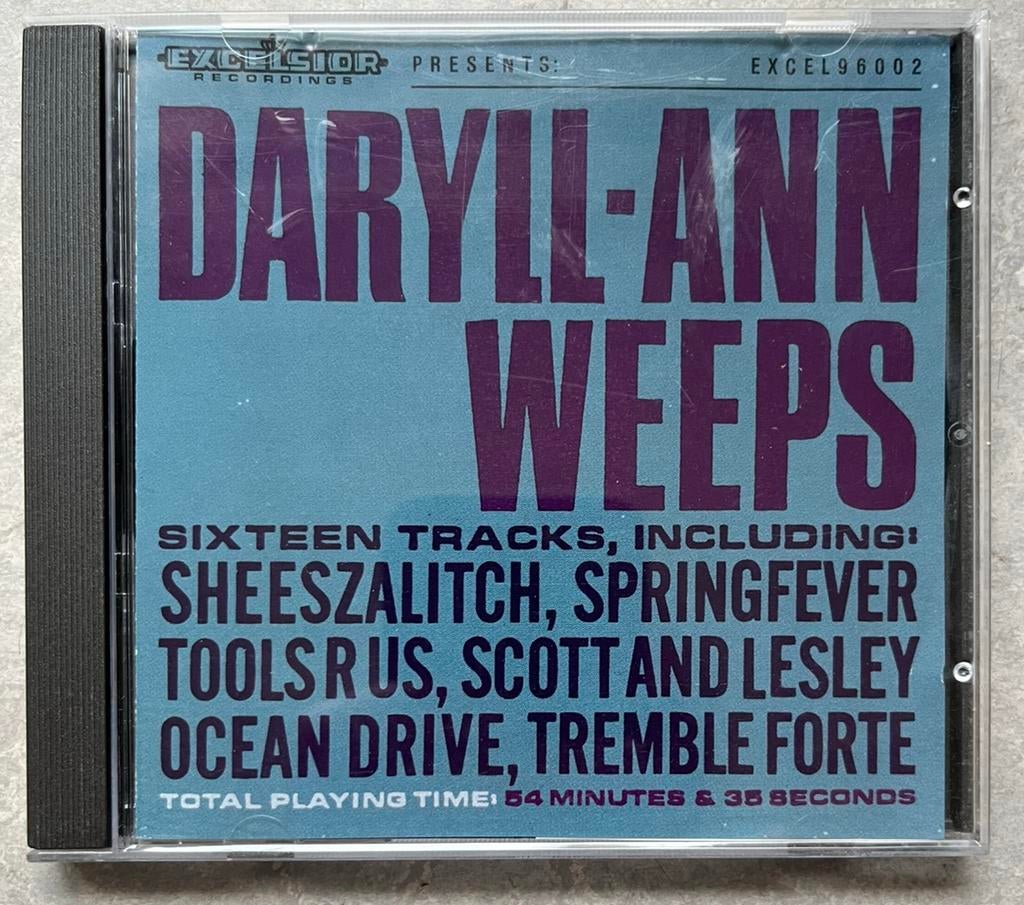 EXCELSIOR
RECORDINGS
PRESENTS:
EXCEL96002
DARYLL-ANN
WEEPS
SIXTEEN TRACKS, INCLUDING:
SHEESZALITCH, SPRINGFEVER
TOOLS R US, SCOTT AND LESLEY
OCEAN DRIVE, TREMBLE FORTE
TOTAL PLAYING TIME: 54 MINUTES & 35 SECONDS